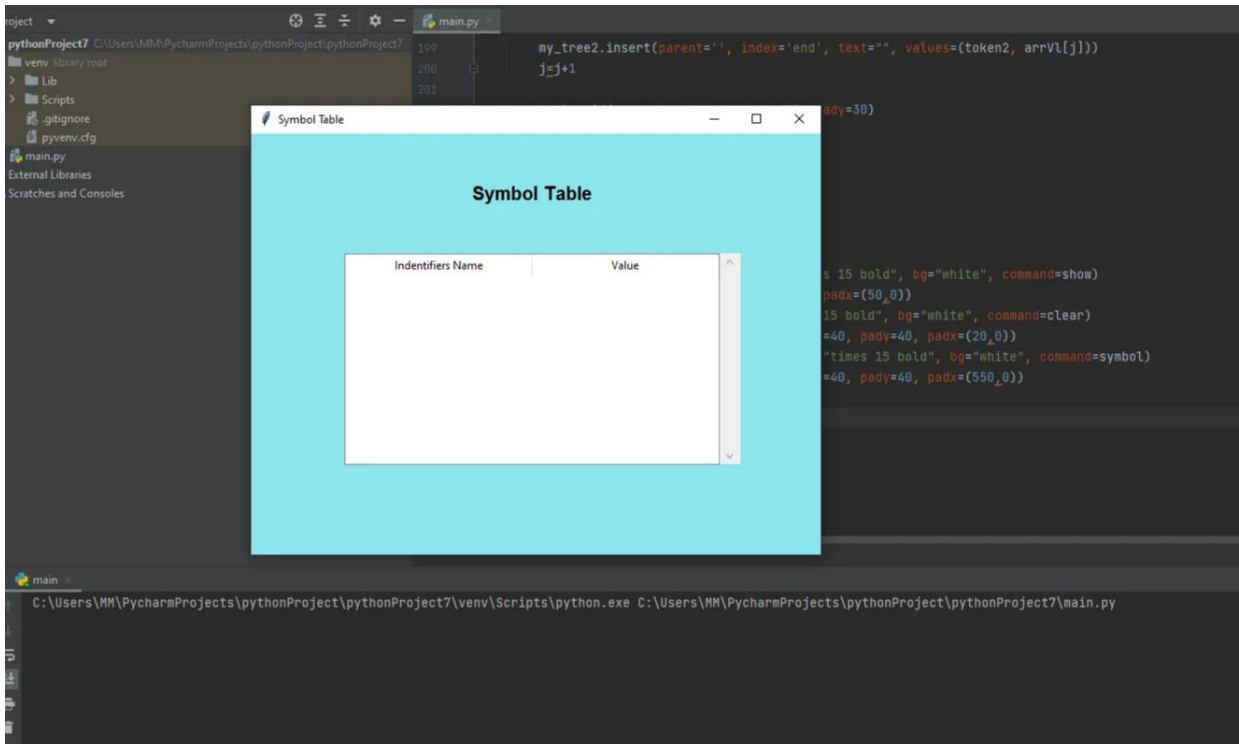 roject
main.py
pythonProject7 C:\Users\MM\PycharmProjects\pythonProject\pythonProject7
venv library root
Lib
Scripts
.gitignore
pyvenv.cfg
main.py
External Libraries
Scratches and Consoles
199 my_tree2.insert(parent='', index='end', text="", values=(token2, arrVl[j]))
200 j=j+1
201
ady=30)
s 15 bold", bg="white", command=show)
padx=(50,0))
15 bold", bg="white", command=clear)
=40, pady=40, padx=(20,0))
"times 15 bold", bg="white", command=symbol)
=40, pady=40, padx=(550,0))
Symbol Table
Symbol Table
Indentifiers Name Value
main
C:\Users\MM\PycharmProjects\pythonProject\pythonProject7\venv\Scripts\python.exe C:\Users\MM\PycharmProjects\pythonProject\pythonProject7\main.py